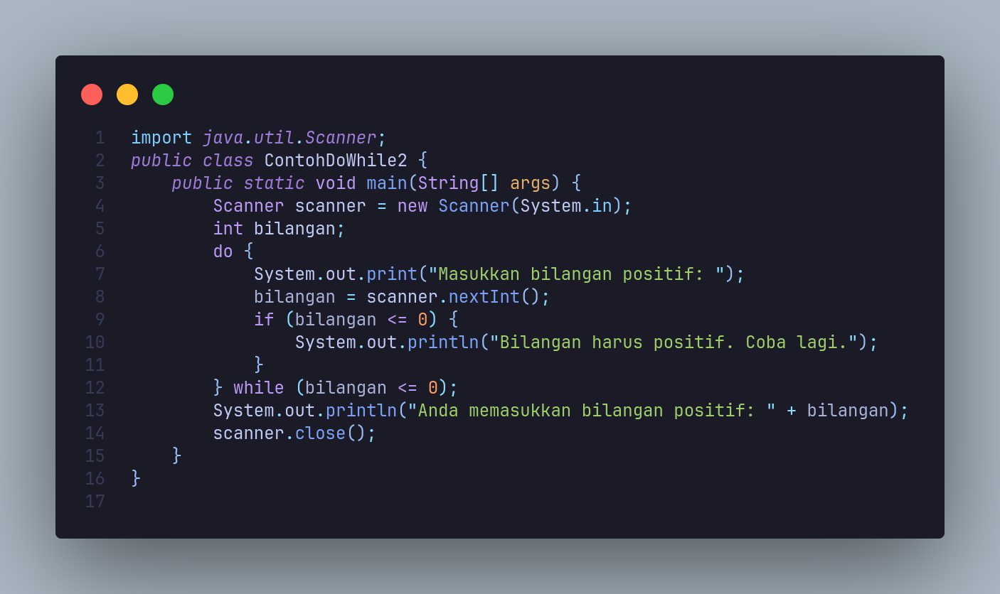 1 import java.util.Scanner;
2 public class ContohDoWhile2 {
3     public static void main(String[] args) {
4         Scanner scanner = new Scanner(System.in);
5         int bilangan;
6         do {
7             System.out.print("Masukkan bilangan positif: ");
8             bilangan = scanner.nextInt();
9             if (bilangan <= 0) {
10                 System.out.println("Bilangan harus positif. Coba lagi.");
11             }
12         } while (bilangan <= 0);
13         System.out.println("Anda memasukkan bilangan positif: " + bilangan);
14         scanner.close();
15     }
16 }
17